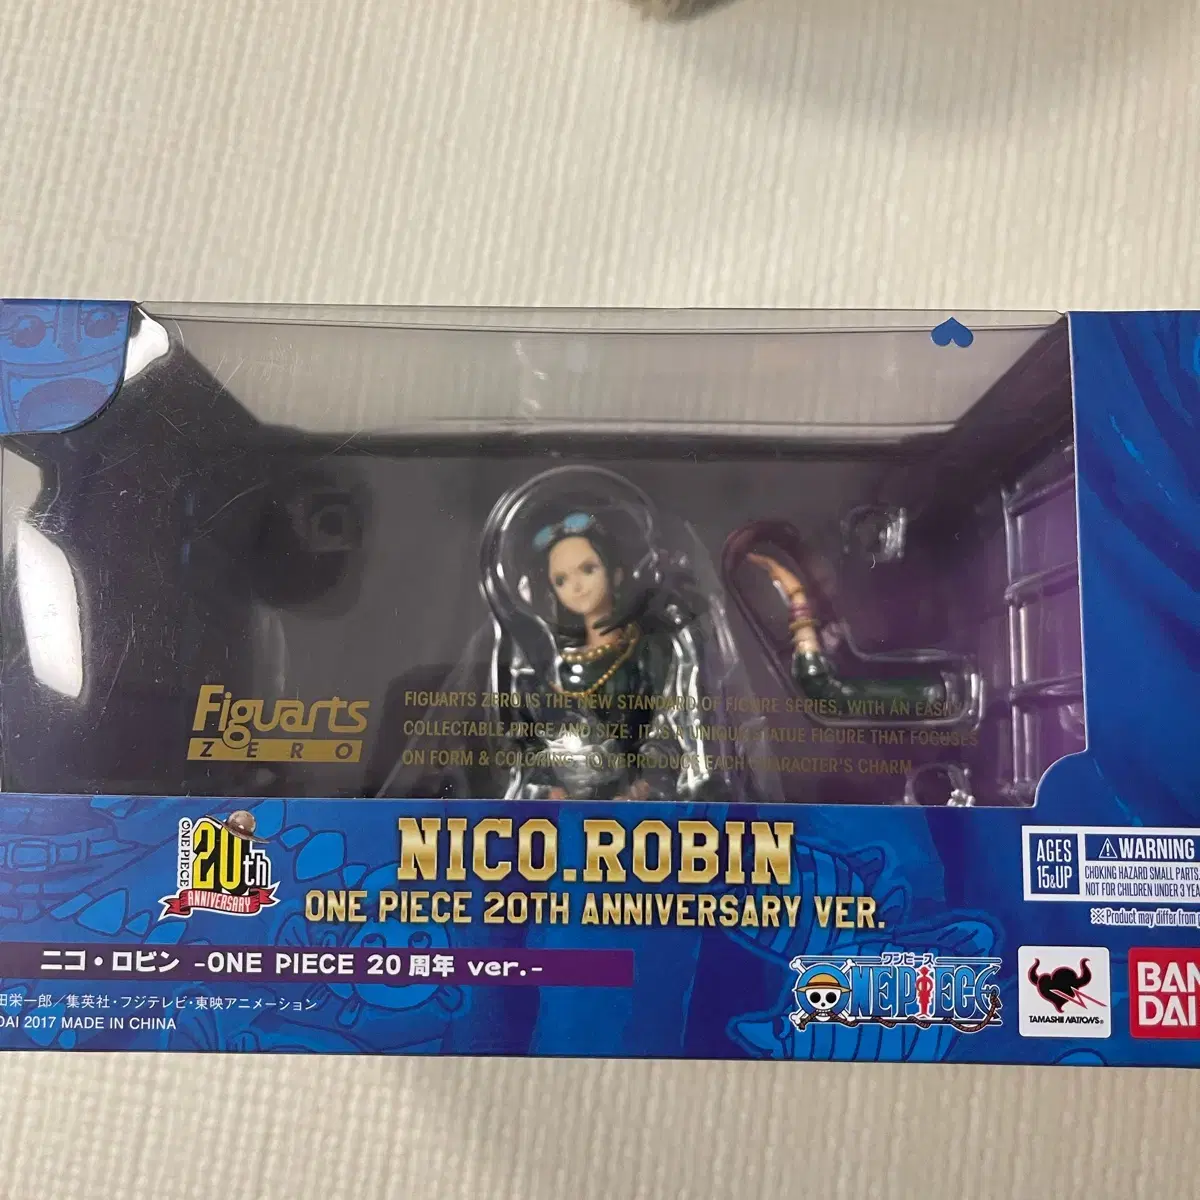 Figuarts
ZERO
FIGUARTS ZERO IS THE NEW STANDARD OF FIGURE SERIES, WITH AN EASILY
COLLECTABLE PRICE AND SIZE. IT IS A UNIQUE STATUE FIGURE THAT FOCUSES
ON FORM & COLORING, TO REPRODUCE EACH CHARACTER'S CHARM
ONE PIECE
20th
ANNIVERSARY
NICO.ROBIN
ONE PIECE 20TH ANNIVERSARY VER.
AGES
15&UP
⚠WARNING
CHOKING HAZARD SMALL PARTS.
NOT FOR CHILDREN UNDER 3 YEA
※Product may differ from
ニコ・ロビン -ONE PIECE 20周年 ver.-
田栄一郎／集英社・フジテレビ・東映アニメーション
DAI 2017 MADE IN CHINA
ワンピース
ONE PIECE
TAMASHII NATIONS®
BAN
DAI